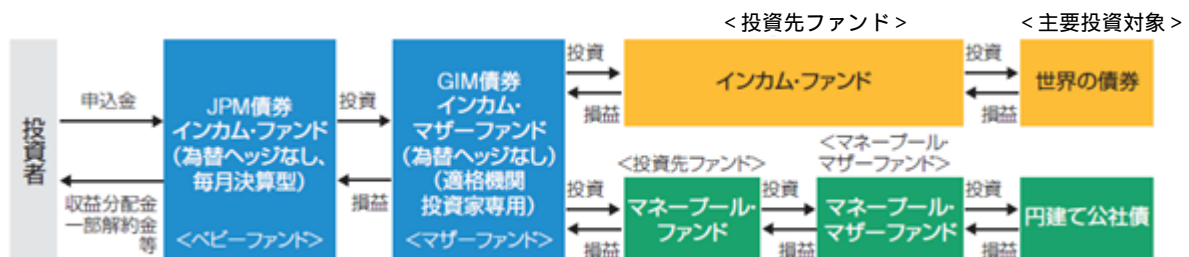 <投資先ファンド>
<主要投資対象>
投資者
申込金
収益分配金
一部解約金
等
JPM債券
インカム・ファンド
(為替ヘッジなし、
毎月決算型)
<ベビーファンド>
投資
損益
GIM債券
インカム・
マザーファンド
(為替ヘッジなし)
(適格機関
投資家専用)
<マザーファンド>
投資
損益
インカム・ファンド
投資
損益
世界の債券
投資
損益
<投資先ファンド>
マネープール・
ファンド
投資
損益
<マネープール・
マザーファンド>
マネープール・
マザーファンド
投資
損益
円建て公社債